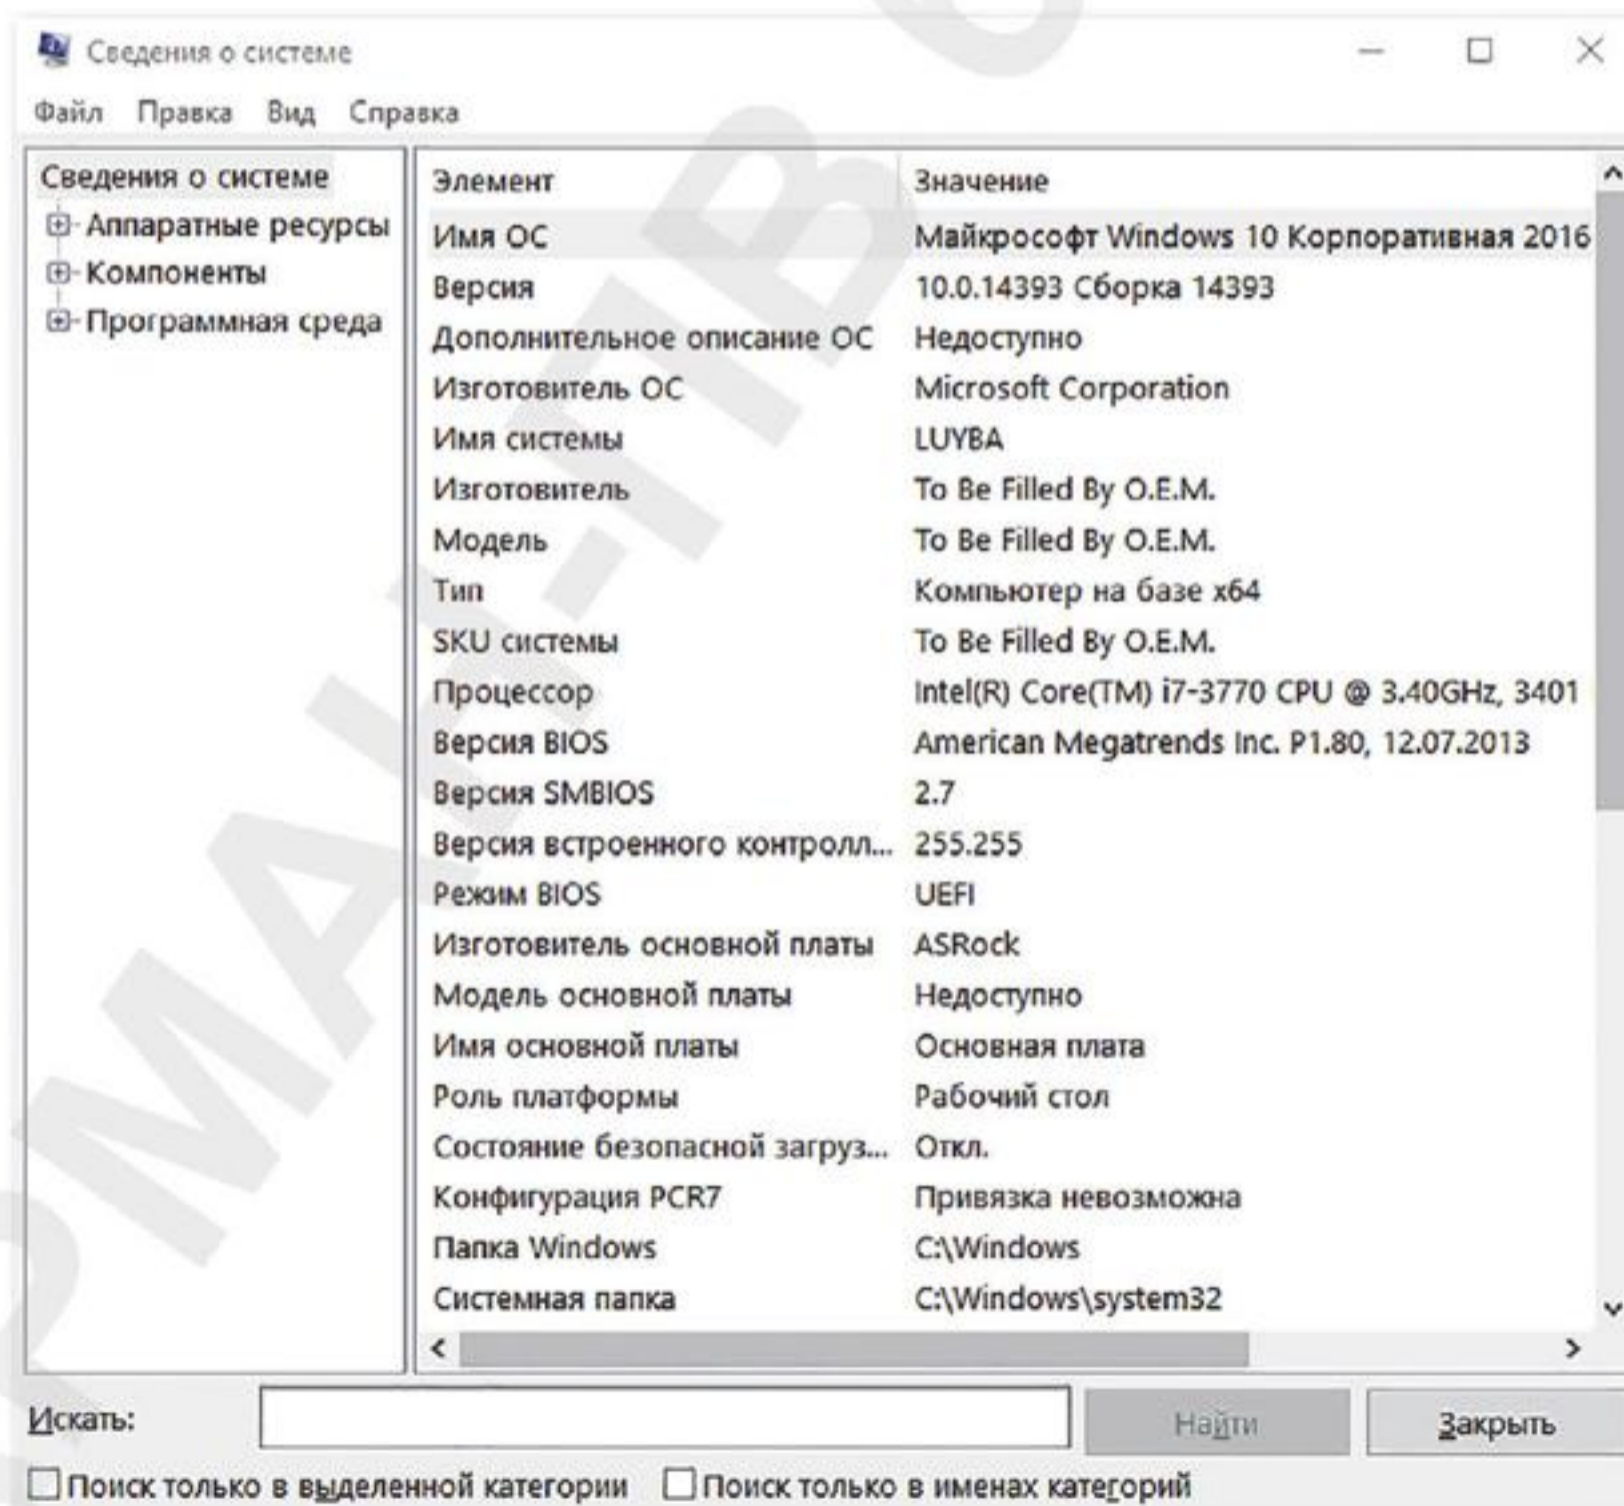 Сведения о системе
Файл Правка Вид Справка
Сведения о системе
Аппаратные ресурсы
Компоненты
Программная среда
Элемент Значение
Имя ОС Майкрософт Windows 10 Корпоративная 2016
Версия 10.0.14393 Сборка 14393
Дополнительное описание ОС Недоступно
Изготовитель ОС Microsoft Corporation
Имя системы LUYBA
Изготовитель To Be Filled By O.E.M.
Модель To Be Filled By O.E.M.
Тип Компьютер на базе x64
SKU системы To Be Filled By O.E.M.
Процессор Intel(R) Core(TM) i7-3770 CPU @ 3.40GHz, 3401
Версия BIOS American Megatrends Inc. P1.80, 12.07.2013
Версия SMBIOS 2.7
Версия встроенного контролл... 255.255
Режим BIOS UEFI
Изготовитель основной платы ASRock
Модель основной платы Недоступно
Имя основной платы Основная плата
Роль платформы Рабочий стол
Состояние безопасной загруз... Откл.
Конфигурация PCR7 Привязка невозможна
Папка Windows C:\Windows
Системная папка C:\Windows\system32
Искать: Найти Закрыть
Поиск только в выделенной категории Поиск только в именах категорий